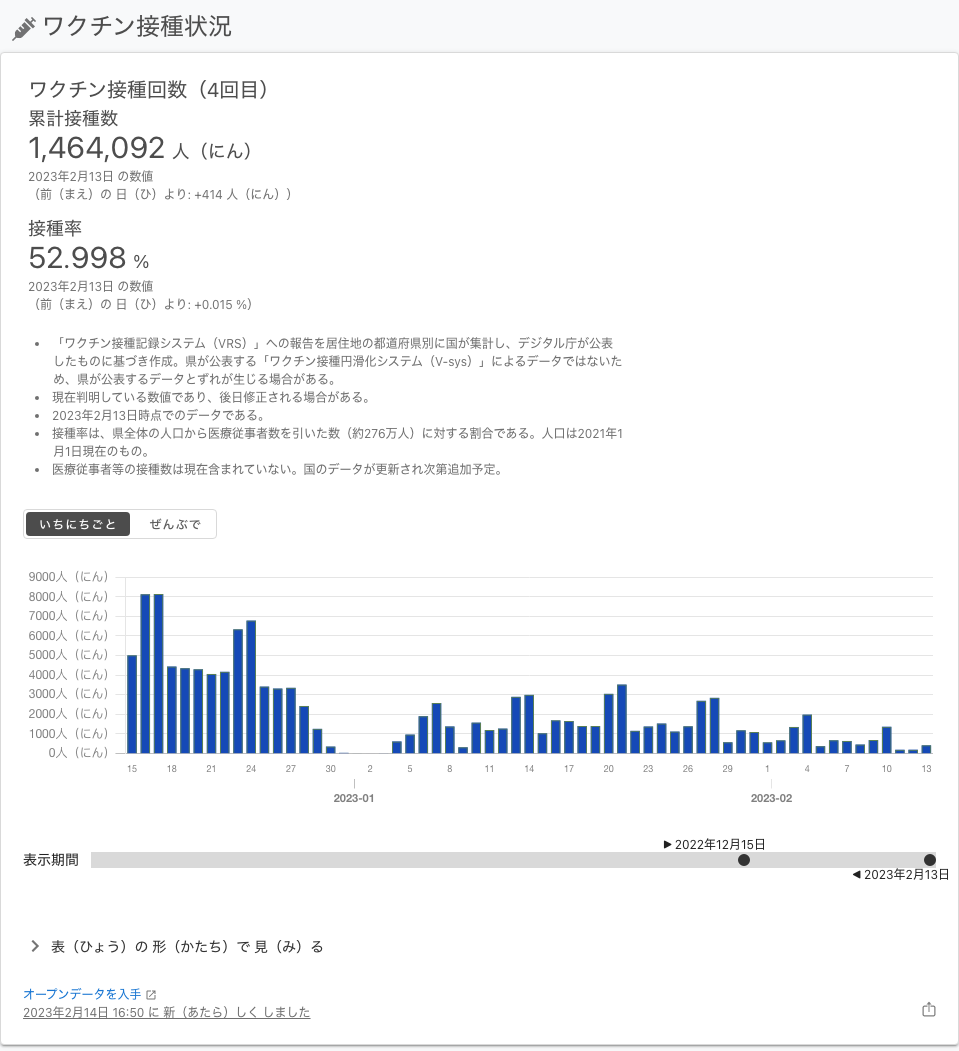 ワクチン接種状況
ワクチン接種回数（4回目）
累計接種数
1,464,092 人（にん）
2023年2月13日 の数値
（前（まえ）の 日（ひ）より: +414 人（にん））
接種率
52.998 %
2023年2月13日 の数値
（前（まえ）の 日（ひ）より: +0.015 %）
• 「ワクチン接種記録システム（VRS）」への報告を居住地の都道府県別に国が集計し、デジタル庁が公表
したものに基づき作成。県が公表する「ワクチン接種円滑化システム（V-sys）」によるデータではないた
め、県が公表するデータとずれが生じる場合がある。
• 現在判明している数値であり、後日修正される場合がある。
• 2023年2月13日時点でのデータである。
• 接種率は、県全体の人口から医療従事者数を引いた数（約276万人）に対する割合である。人口は2021年1
月1日現在のもの。
• 医療従事者等の接種数は現在含まれていない。国のデータが更新され次第追加予定。
いちにちごと ぜんぶで
9000人（にん）
8000人（にん）
7000人（にん）
6000人（にん）
5000人（にん）
4000人（にん）
3000人（にん）
2000人（にん）
1000人（にん）
0人（にん）
15 18 21 24 27 30 2 5 8 11 14 17 20 23 26 29 1 4 7 10 13
2023-01 2023-02
▶ 2022年12月15日
表示期間
◀ 2023年2月13日
表（ひょう）の 形（かたち）で 見（み）る
オープンデータを入手
2023年2月14日 16:50 に 新（あたら）しく しました